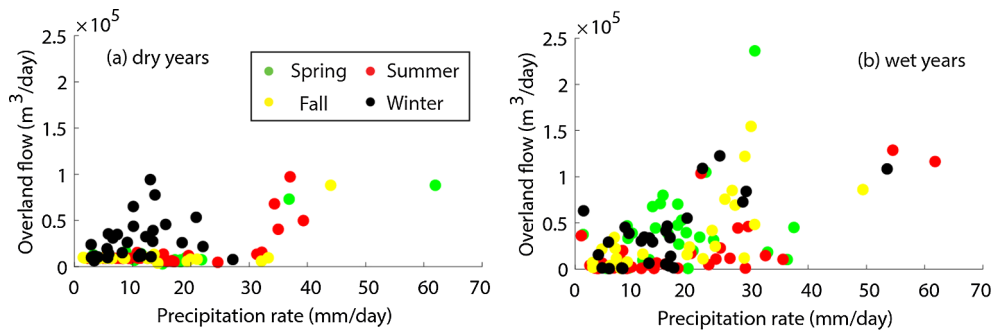 ×10⁵
(a) dry years
2.5
2
1.5
1
0.5
0
Overland flow (m³/day)
Spring
Summer
Fall
Winter
0 10 20 30 40 50 60 70
Precipitation rate (mm/day)
×10⁵
(b) wet years
2.5
2
1.5
1
0.5
0
Overland flow (m³/day)
0 10 20 30 40 50 60 70
Precipitation rate (mm/day)